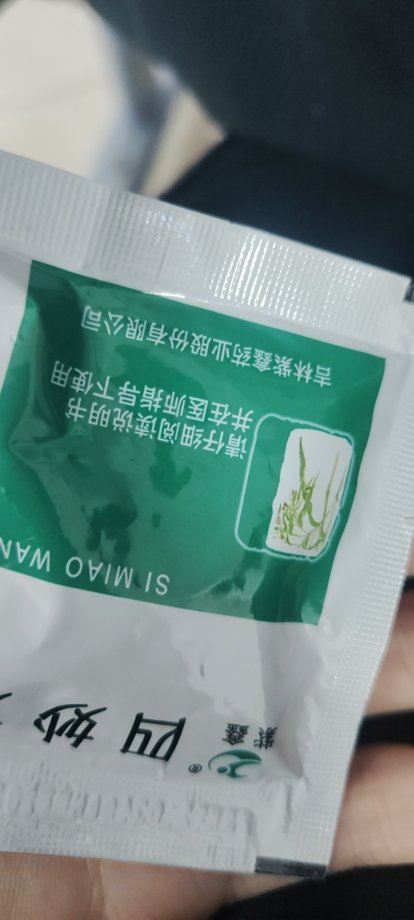 紫鑫®
四妙
SI MIAO WAN
请仔细阅读说明书
并在医师指导下使用
吉林紫鑫药业股份有限公司